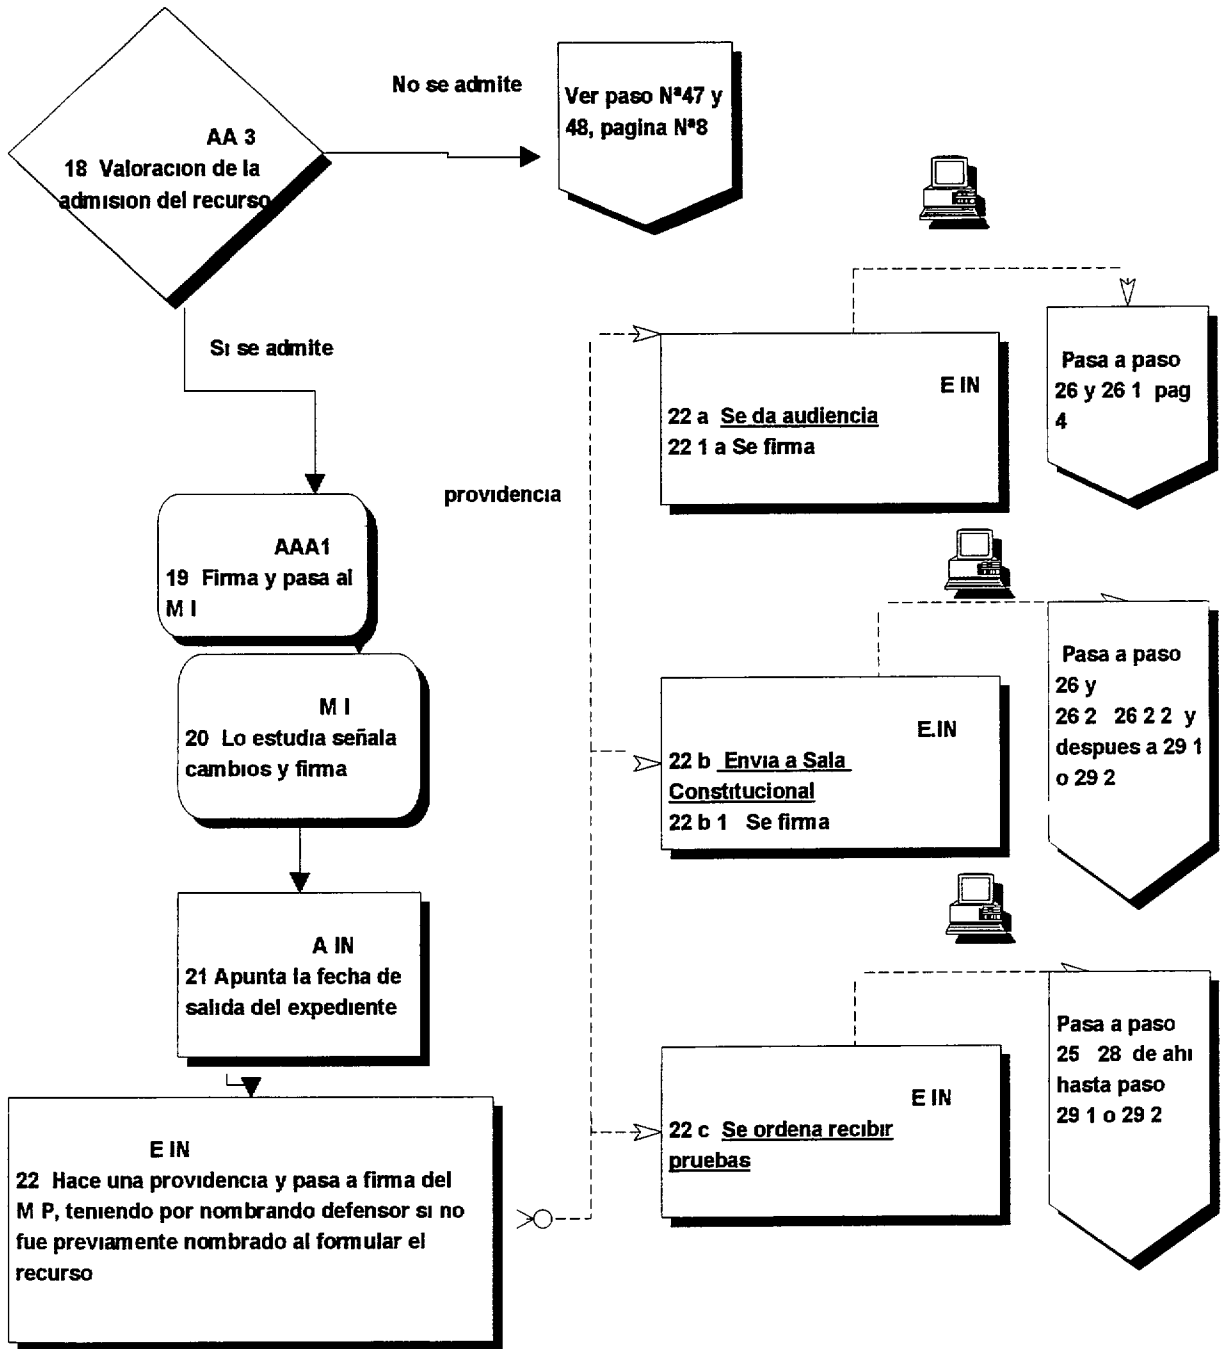 No se admite
Ver paso Nª47 y
48, pagina Nª8
AA 3
18 Valoracion de la
admision del recurso
Si se admite
AAA1
19 Firma y pasa al
M I
M I
20 Lo estudia señala
cambios y firma
A IN
21 Apunta la fecha de
salida del expediente
E IN
22 Hace una providencia y pasa a firma del
M P, teniendo por nombrando defensor si no
fue previamente nombrado al formular el
recurso
providencia
E IN
22 a Se da audiencia
22 1 a Se firma
Pasa a paso
26 y 26 1 pag
4
E.IN
22 b Envia a Sala
Constitucional
22 b 1 Se firma
Pasa a paso
26 y
26 2 26 2 2 y
despues a 29 1
o 29 2
E IN
22 c Se ordena recibir
pruebas
Pasa a paso
25 28 de ahi
hasta paso
29 1 o 29 2